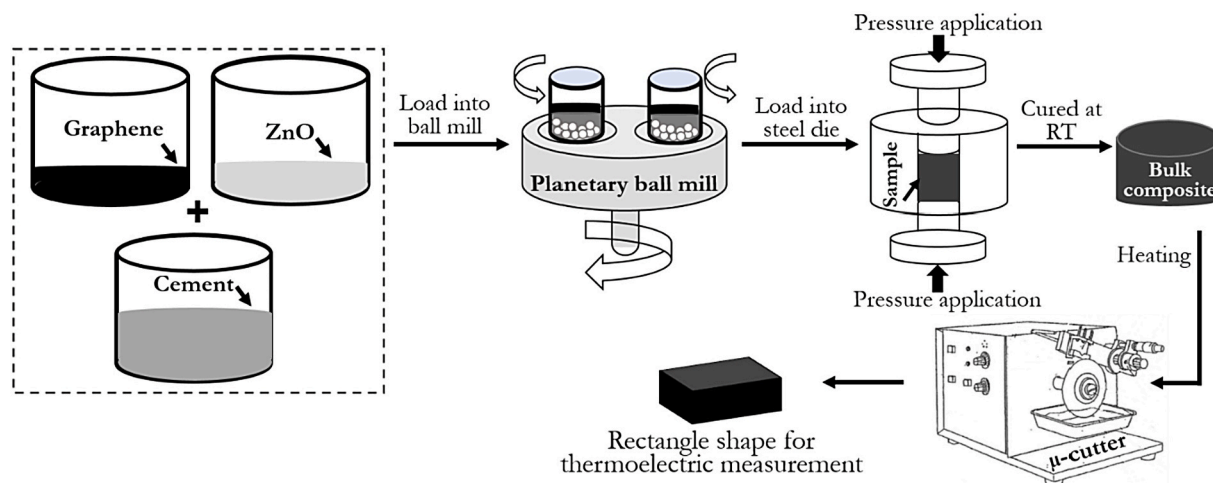 Graphene
ZnO
+
Cement
Load into
ball mill
Planetary ball mill
Load into
steel die
Pressure application
Sample
Pressure application
Cured at
RT
Bulk
composite
Heating
μ-cutter
Rectangle shape for
thermoelectric measurement